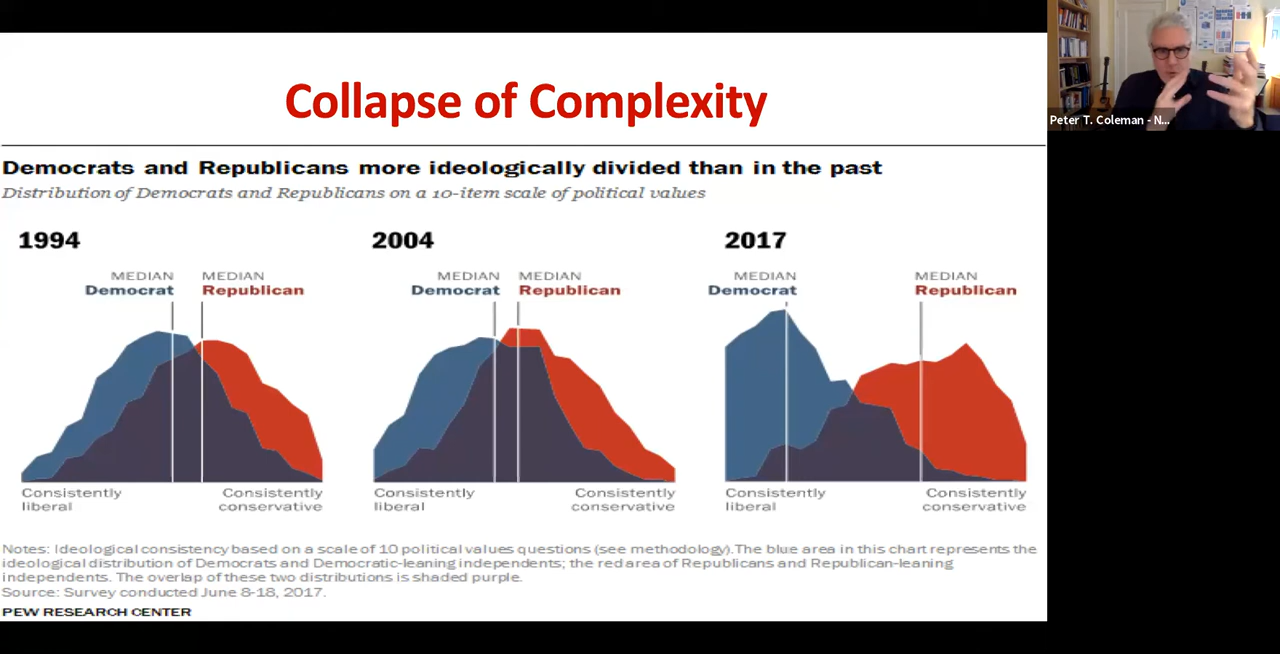 Collapse of Complexity
Peter T. Coleman - N...
Democrats and Republicans more ideologically divided than in the past
Distribution of Democrats and Republicans on a 10-item scale of political values
1994
MEDIAN
Democrat
MEDIAN
Republican
Consistently
liberal
Consistently
conservative
2004
MEDIAN
Democrat
MEDIAN
Republican
Consistently
liberal
Consistently
conservative
2017
MEDIAN
Democrat
MEDIAN
Republican
Consistently
liberal
Consistently
conservative
Notes: Ideological consistency based on a scale of 10 political values questions (see methodology).The blue area in this chart represents the
ideological distribution of Democrats and Democratic-leaning independents; the red area of Republicans and Republican-leaning
independents. The overlap of these two distributions is shaded purple.
Source: Survey conducted June 8-18, 2017.
PEW RESEARCH CENTER